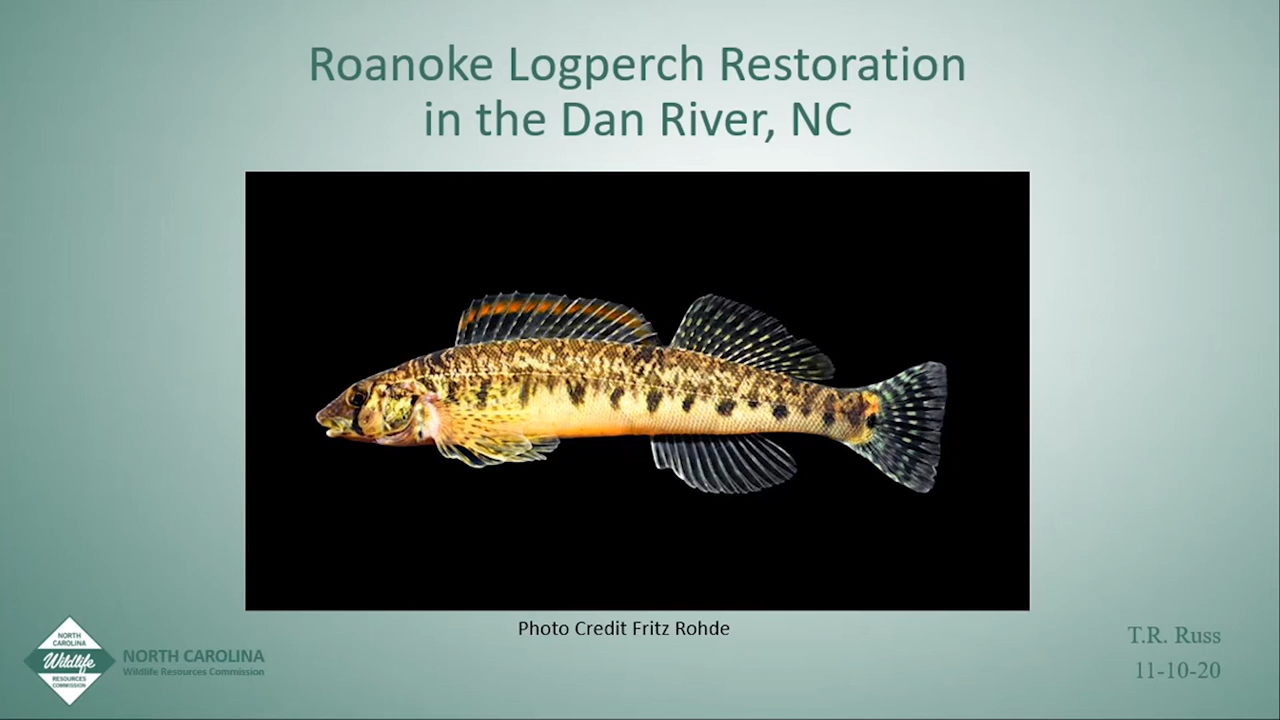 Roanoke Logperch Restoration
in the Dan River, NC
Photo Credit Fritz Rohde
NORTH
CAROLINA
Wildlife
RESOURCES
COMMISSION
NORTH CAROLINA
Wildlife Resources Commission
T.R. Russ
11-10-20